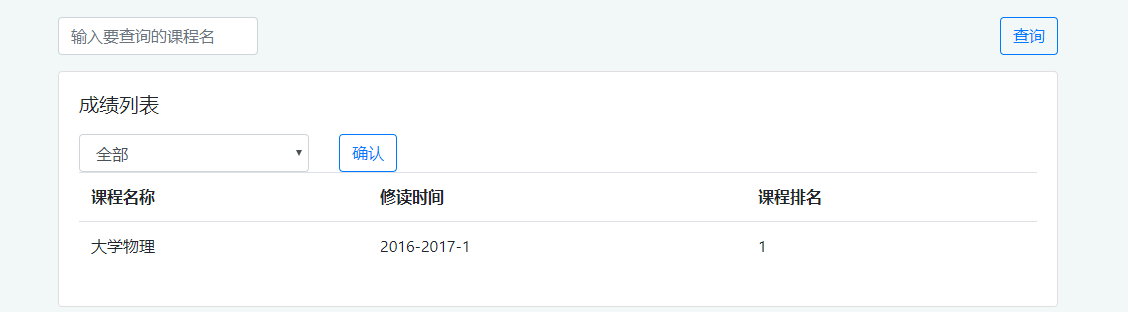 输入要查询的课程名 查询
成绩列表
全部 确认
课程名称 修读时间 课程排名
大学物理 2016-2017-1 1